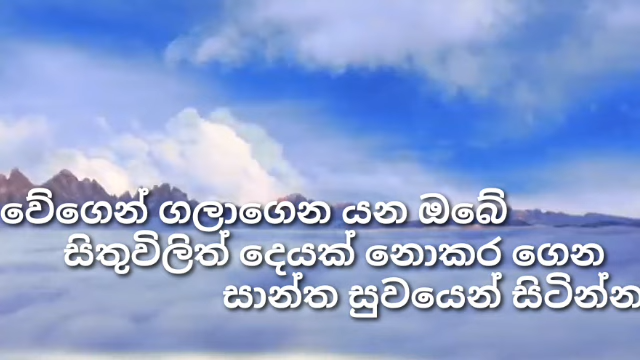 වේගෙන් ගලාගෙන යන ඔබේ
සිතුවිලිත් දෙයක් නොකර ගෙන
සාන්ත සුවයෙන් සිටින්න